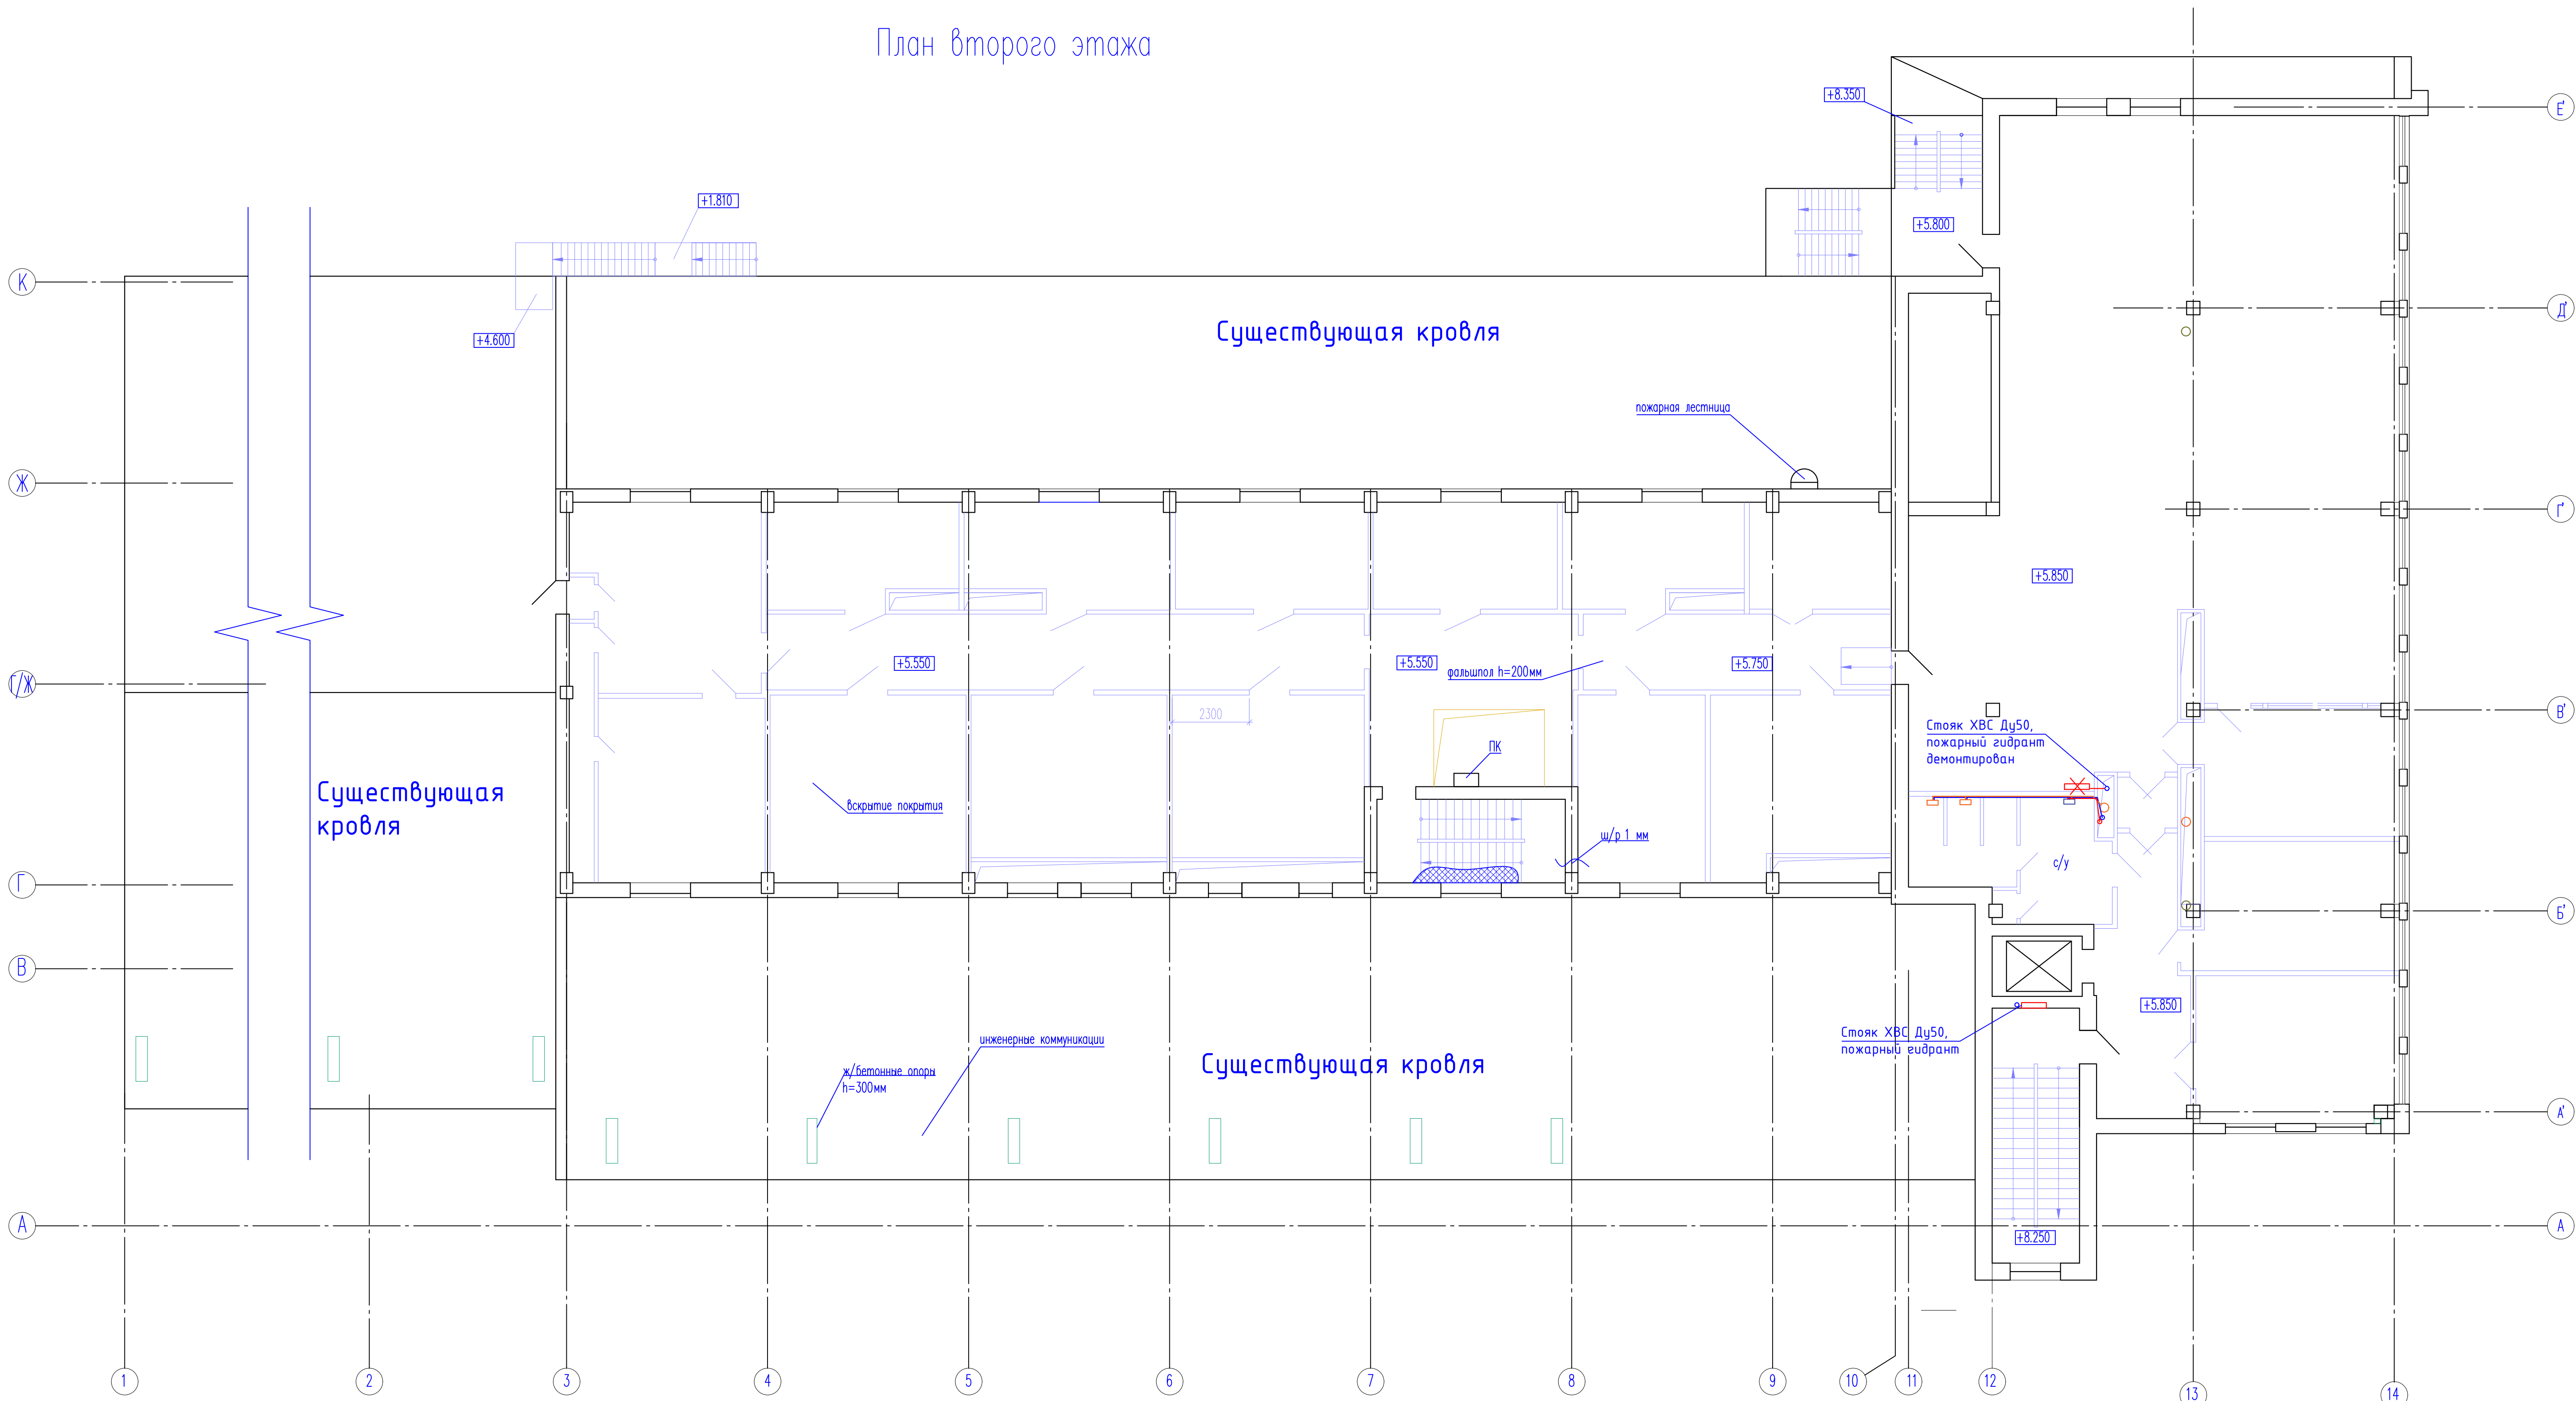 План второго этажа
+8.350
Е'
+1.810
+5.800
К
Д'
+4.600
Существующая кровля
пожарная лестница
Ж
Г'
+5.850
+5.550
+5.550
фальшпол h=200мм
+5.750
Г/Ж
2300
В'
Стояк ХВС Ду50,
пожарный гидрант
демонтирован
ПК
Существующая
кровля
вскрытие покрытия
ш/р 1 мм
с/у
Г
Б'
В
+5.850
Стояк ХВС Ду50,
пожарный гидрант
инженерные коммуникации
Существующая кровля
ж/бетонные опоры
h=300мм
А'
А
А
+8.250
1 2 3 4 5 6 7 8 9 10 11 12 13 14